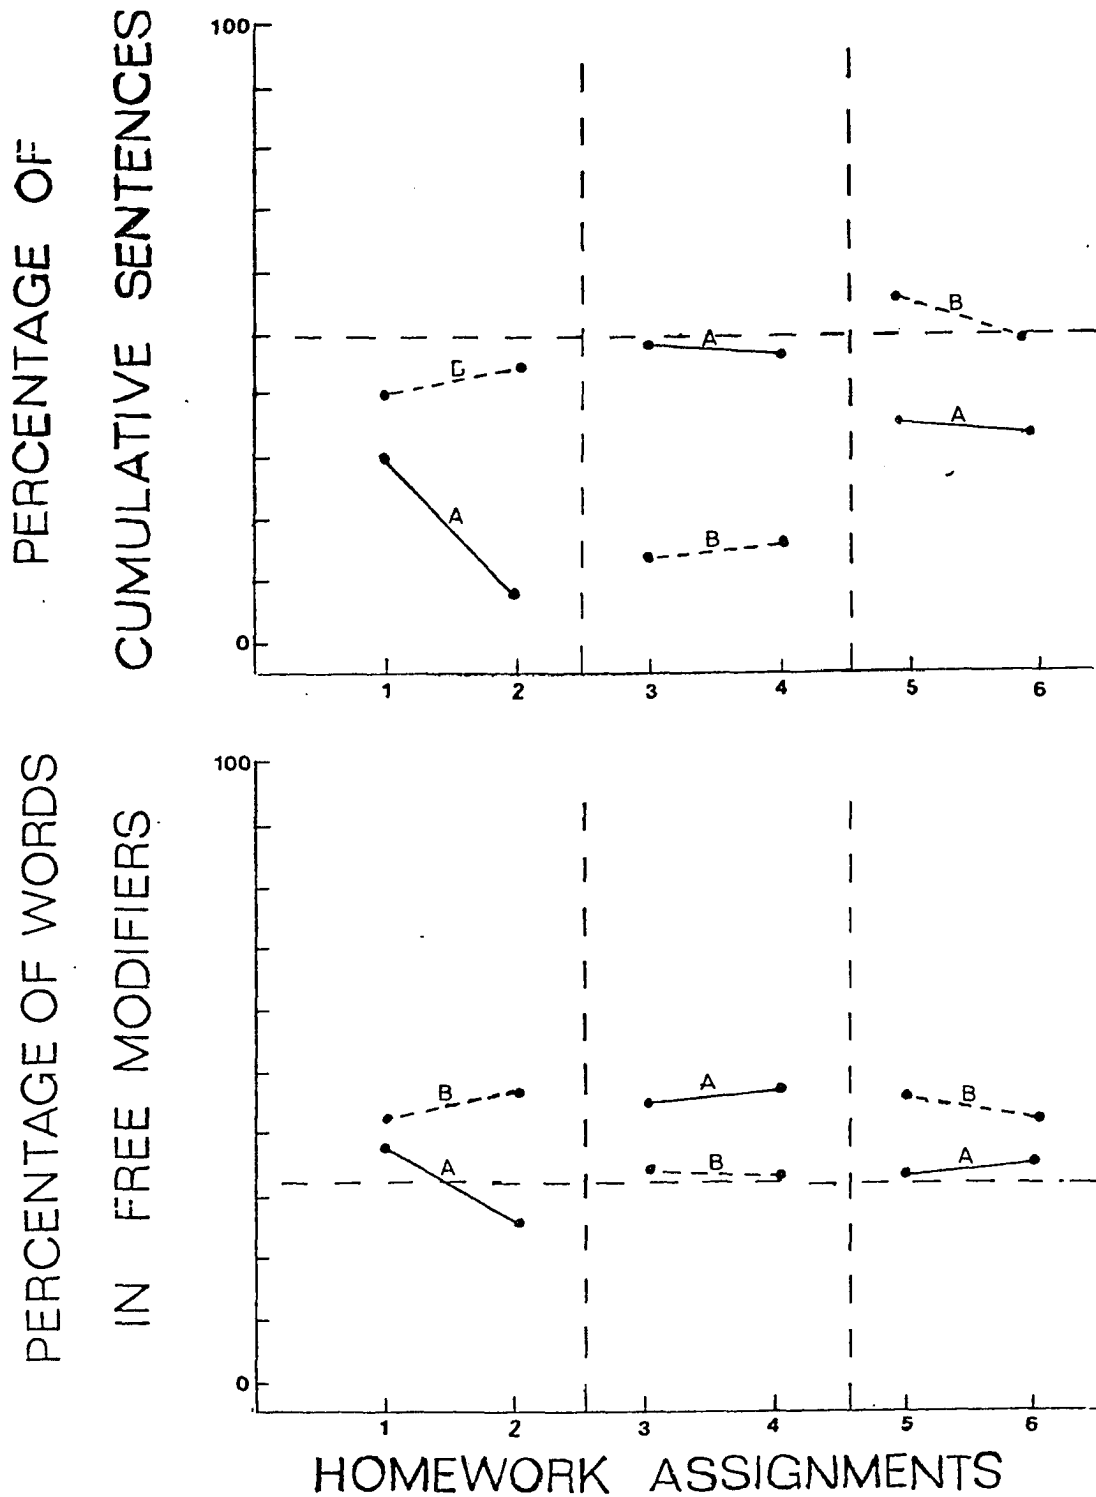 PERCENTAGE OF
CUMULATIVE SENTENCES
100
B
A
A
B
B
A
0
1 2 3 4 5 6
PERCENTAGE OF WORDS
IN FREE MODIFIERS
100
B
A
A
B
B
A
0
1 2 3 4 5 6
HOMEWORK ASSIGNMENTS